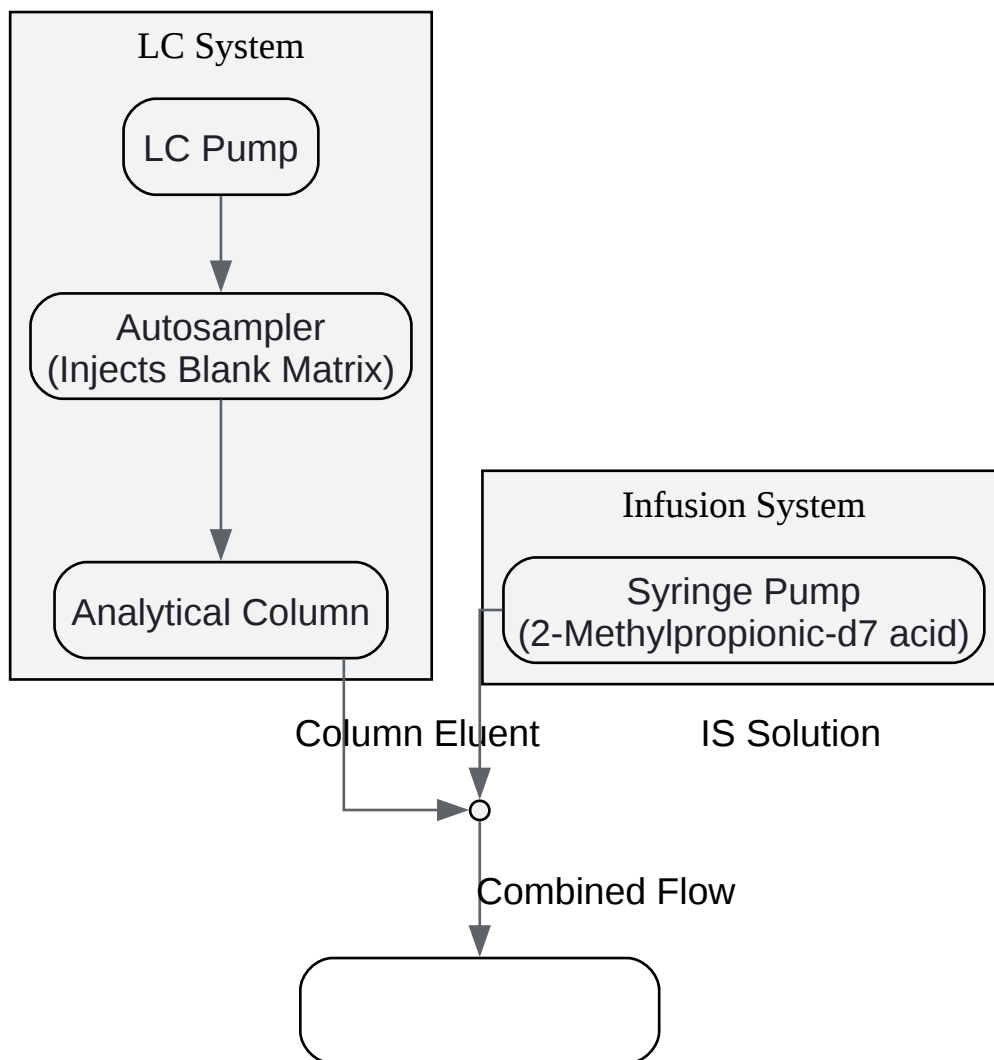 LC System
LC Pump
Autosampler
(Injects Blank Matrix)
Analytical Column
Infusion System
Syringe Pump
(2-Methylpropionic-d7 acid)
Column Eluent
IS Solution
Combined Flow